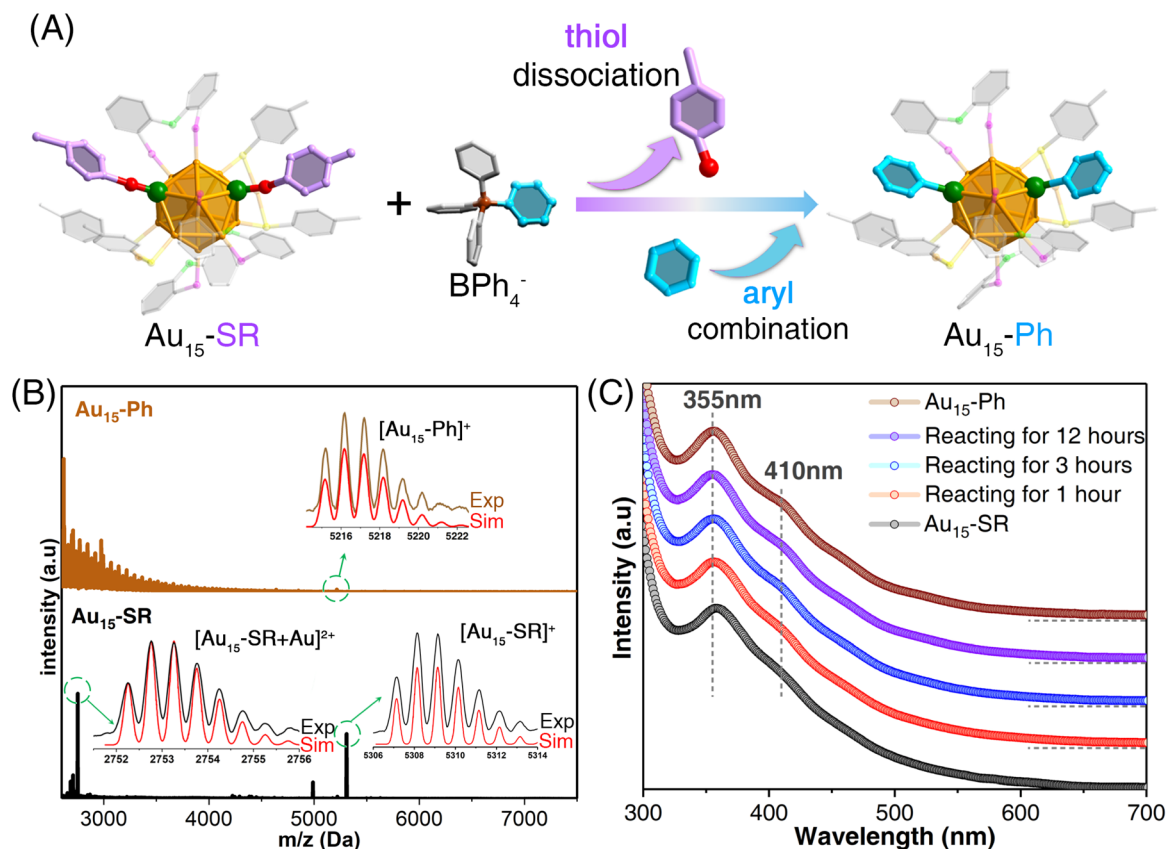 (A)
thiol
dissociation
+
BPh₄⁻
aryl
combination
Au₁₅-SR
Au₁₅-Ph
(B)
Au₁₅-Ph
[Au₁₅-Ph]⁺
Exp
Sim
5216 5218 5220 5222
Au₁₅-SR
[Au₁₅-SR+Au]²⁺
Exp
Sim
2752 2753 2754 2755 2756
[Au₁₅-SR]⁺
Exp
Sim
5306 5308 5310 5312 5314
intensity (a.u)
3000 4000 5000 6000 7000
m/z (Da)
(C)
355nm
410nm
Au₁₅-Ph
Reacting for 12 hours
Reacting for 3 hours
Reacting for 1 hour
Au₁₅-SR
Intensity (a.u)
300 400 500 600 700
Wavelength (nm)